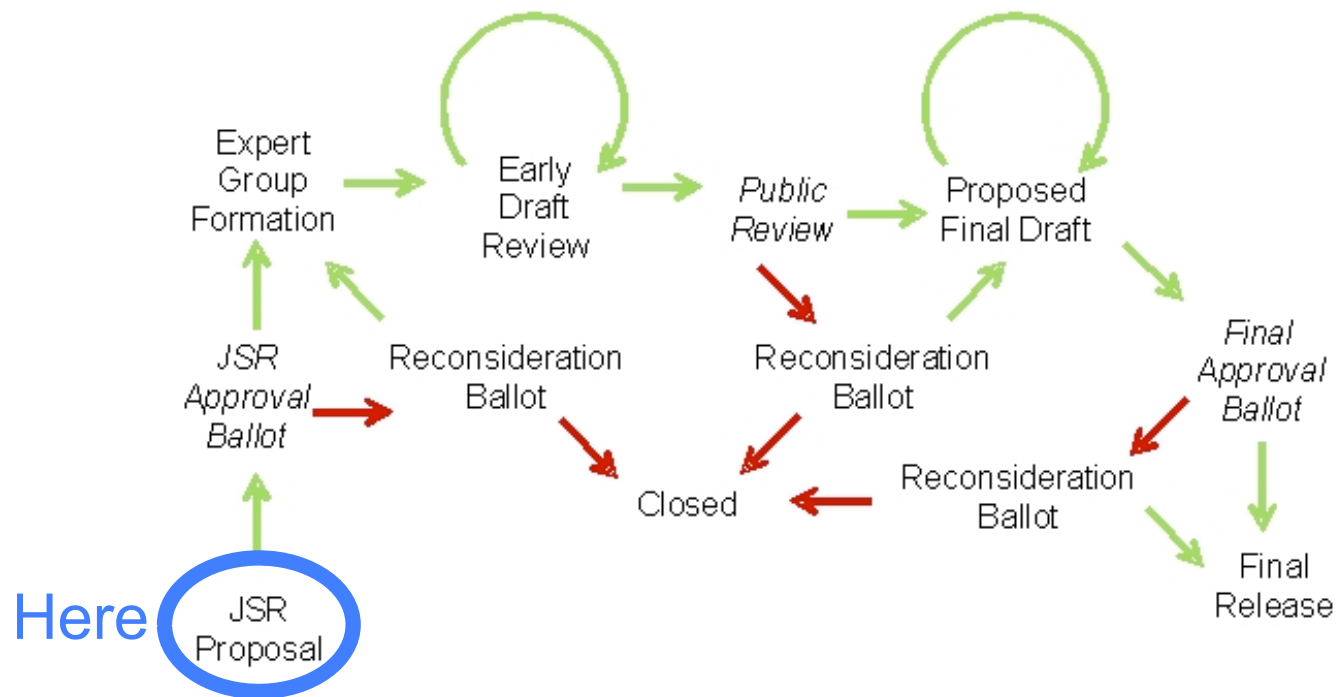 Expert
Group
Formation
Early
Draft
Review
Public
Review
Proposed
Final Draft
JSR
Approval
Ballot
Reconsideration
Ballot
Reconsideration
Ballot
Final
Approval
Ballot
Closed
Reconsideration
Ballot
Here
JSR
Proposal
Final
Release